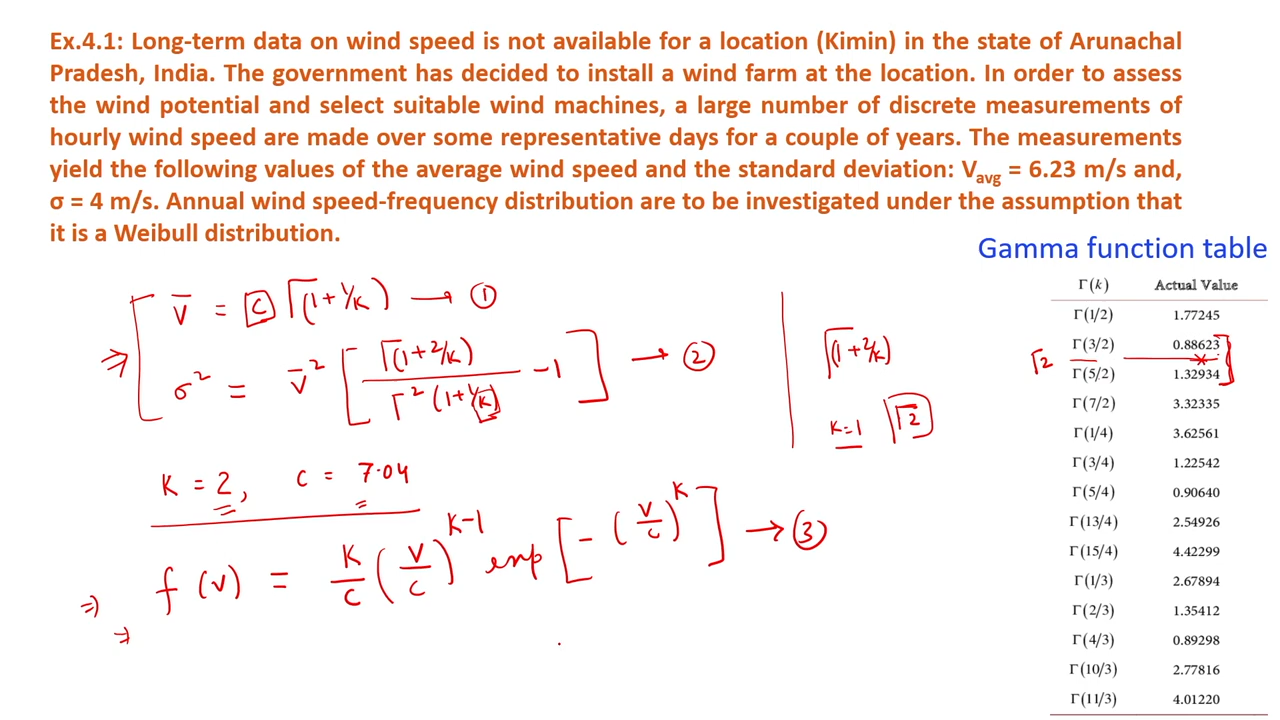 Ex.4.1: Long-term data on wind speed is not available for a location (Kimin) in the state of Arunachal
Pradesh, India. The government has decided to install a wind farm at the location. In order to assess
the wind potential and select suitable wind machines, a large number of discrete measurements of
hourly wind speed are made over some representative days for a couple of years. The measurements
yield the following values of the average wind speed and the standard deviation: Vavg = 6.23 m/s and,
σ = 4 m/s. Annual wind speed-frequency distribution are to be investigated under the assumption that
it is a Weibull distribution.
V̄ = C Γ(1+1/K) → ①
σ² = V̄² [Γ(1+2/K) / Γ²(1+1/K) -1] → ②
K = 2, C = 7.04
⇒ f(v) = K/C (V/C)^K-1 exp[-(V/C)^K] → ③
⇒
Γ(1+2/K)
K=1 Γ2
Gamma function table
Γ(k) Actual Value
Γ(1/2) 1.77245
Γ(3/2) 0.88623
Γ2
Γ(5/2) 1.32934
Γ(7/2) 3.32335
Γ(1/4) 3.62561
Γ(3/4) 1.22542
Γ(5/4) 0.90640
Γ(13/4) 2.54926
Γ(15/4) 4.42299
Γ(1/3) 2.67894
Γ(2/3) 1.35412
Γ(4/3) 0.89298
Γ(10/3) 2.77816
Γ(11/3) 4.01220